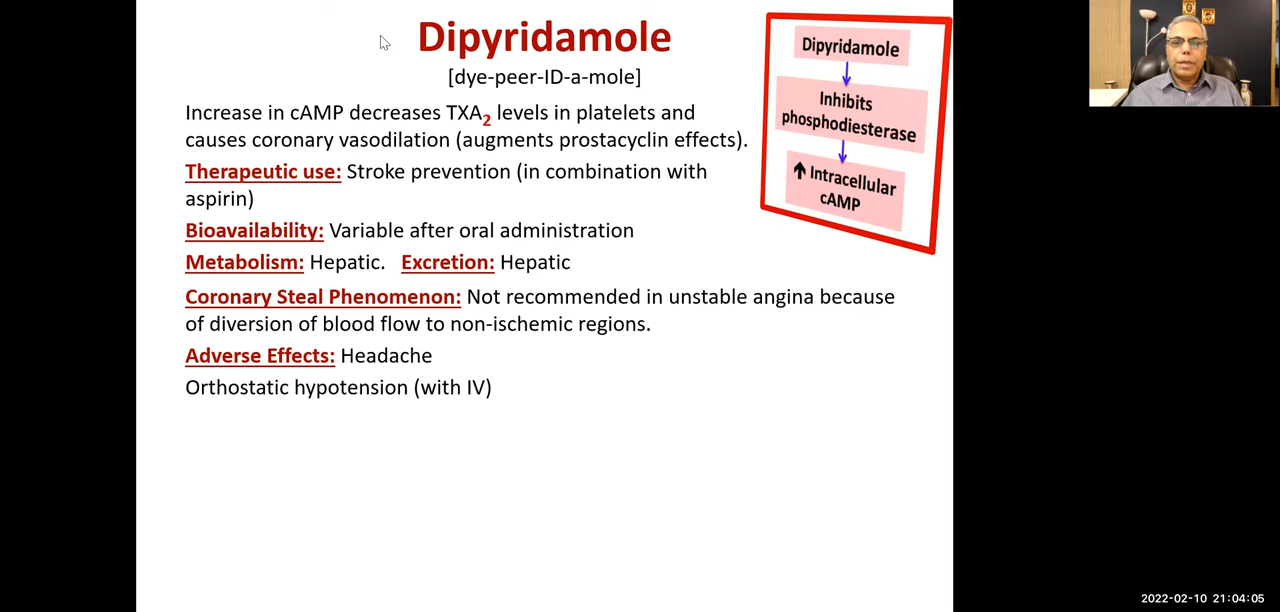 Dipyridamole
[dye-peer-ID-a-mole]
Increase in cAMP decreases TXA2 levels in platelets and
causes coronary vasodilation (augments prostacyclin effects).
Therapeutic use: Stroke prevention (in combination with
aspirin)
Bioavailability: Variable after oral administration
Metabolism: Hepatic. Excretion: Hepatic
Coronary Steal Phenomenon: Not recommended in unstable angina because
of diversion of blood flow to non-ischemic regions.
Adverse Effects: Headache
Orthostatic hypotension (with IV)
Dipyridamole
Inhibits
phosphodiesterase
Intracellular
cAMP
2022-02-10 21:04:05